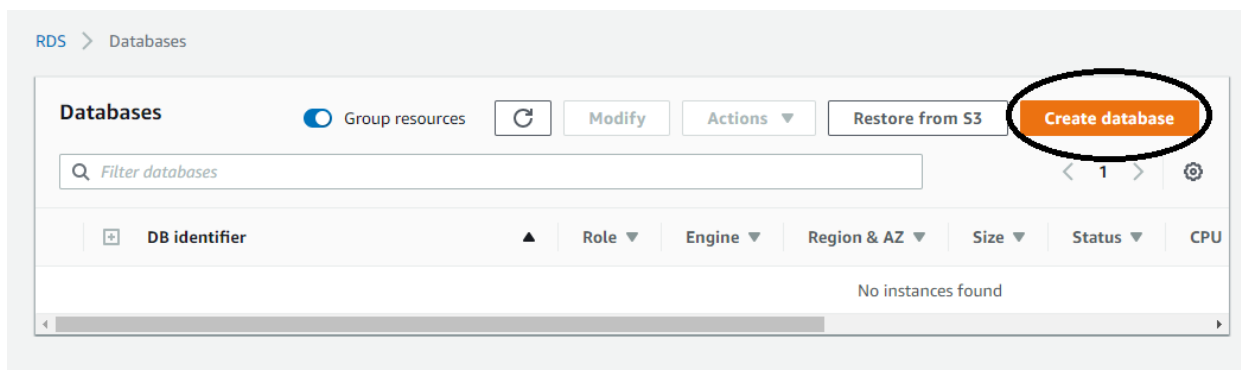 RDS > Databases
Databases Group resources Modify Actions Restore from S3 Create database
Filter databases < 1 >
DB identifier Role Engine Region & AZ Size Status CPU
No instances found